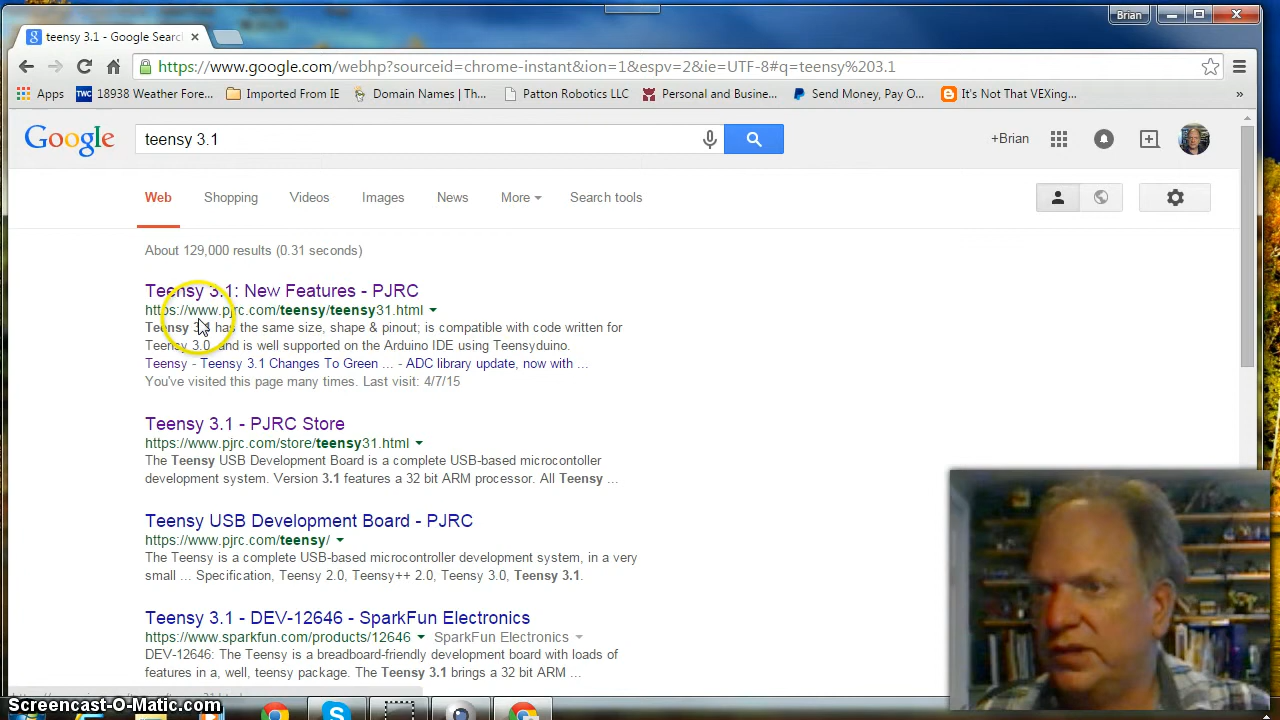 Brian
teensy 3.1 - Google Searc
https://www.google.com/webhp?sourceid=chrome-instant&ion=1&espv=2&ie=UTF-8#q=teensy%203.1
Apps TWC 18938 Weather Fore... Imported From IE Domain Names | Th... Patton Robotics LLC Personal and Busine... Send Money, Pay O... It's Not That VEXing... »
Google teensy 3.1 +Brian
Web Shopping Videos Images News More Search tools
About 129,000 results (0.31 seconds)
Teensy 3.1: New Features - PJRC
https://www.pjrc.com/teensy/teensy31.html
Teensy 3.1 has the same size, shape & pinout; is compatible with code written for
Teensy 3.0, and is well supported on the Arduino IDE using Teensyduino.
Teensy - Teensy 3.1 Changes To Green ... - ADC library update, now with ...
You've visited this page many times. Last visit: 4/7/15
Teensy 3.1 - PJRC Store
https://www.pjrc.com/store/teensy31.html
The Teensy USB Development Board is a complete USB-based microcontoller
development system. Version 3.1 features a 32 bit ARM processor. All Teensy ...
Teensy USB Development Board - PJRC
https://www.pjrc.com/teensy/
The Teensy is a complete USB-based microcontroller development system, in a very
small ... Specification, Teensy 2.0, Teensy++ 2.0, Teensy 3.0, Teensy 3.1.
Teensy 3.1 - DEV-12646 - SparkFun Electronics
https://www.sparkfun.com/products/12646 SparkFun Electronics
DEV-12646: The Teensy is a breadboard-friendly development board with loads of
features in a, well, teensy package. The Teensy 3.1 brings a 32 bit ARM ...
Screencast-O-Matic.com